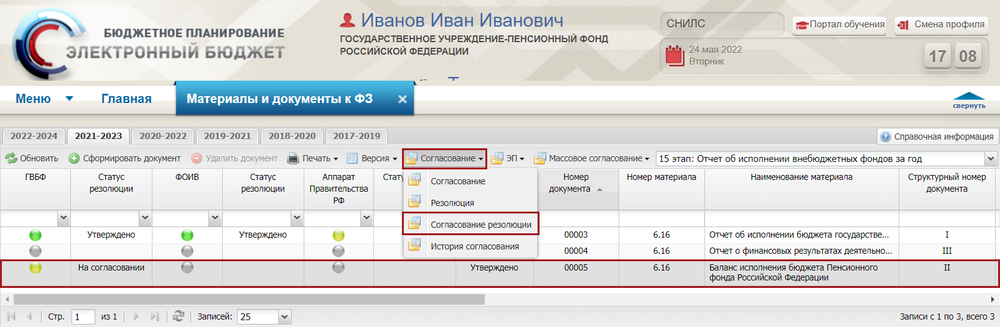 БЮДЖЕТНОЕ ПЛАНИРОВАНИЕ
ЭЛЕКТРОННЫЙ БЮДЖЕТ
Иванов Иван Иванович
ГОСУДАРСТВЕННОЕ УЧРЕЖДЕНИЕ-ПЕНСИОННЫЙ ФОНД
РОССИЙСКОЙ ФЕДЕРАЦИИ
СНИЛС
Портал обучения
Смена профиля
24 мая 2022
Вторник
17 08
Меню
Главная
Материалы и документы к ФЗ
свернуть
2022-2024 2021-2023 2020-2022 2019-2021 2018-2020 2017-2019
Справочная информация
Обновить Сформировать документ Удалить документ Печать Версия Согласование ЭП Массовое согласование 15 этап: Отчет об исполнении внебюджетных фондов за год
ГВБФ
Статус
резолюции
ФОИВ
Статус
резолюции
Аппарат
Правительства
РФ
Номер
документа
Номер материала
Наименование материала
Структурный номер
документа
Согласование
Резолюция
Согласование резолюции
История согласования
Утверждено Утверждено 00003 6.16 Отчет об исполнении бюджета государстве... I
00004 6.16 Отчет о финансовых результатах деятельно... III
На согласовании Утверждено 00005 6.16 Баланс исполнения бюджета Пенсионного II
фонда Российской Федерации
Стр. 1 из 1 Записей: 25
Записи с 1 по 3, всего 3